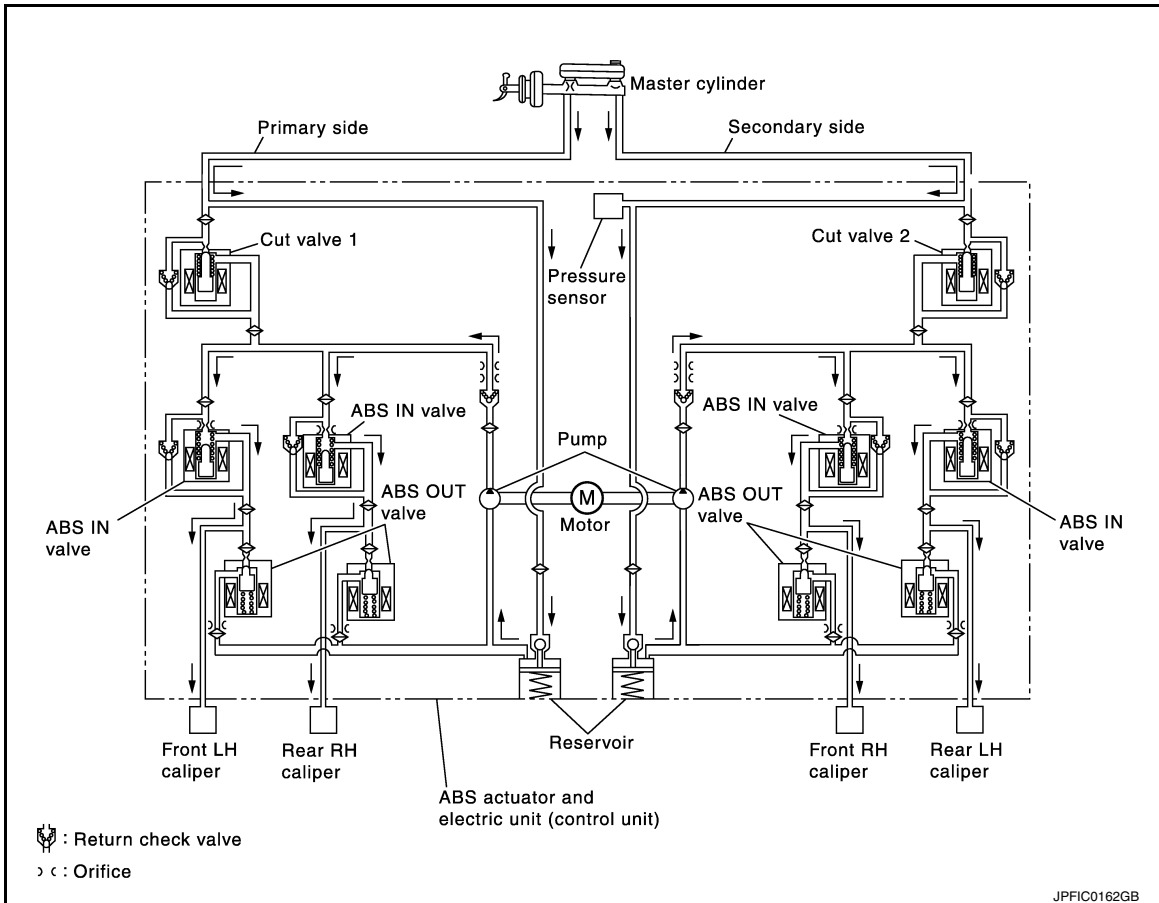 Master cylinder
Primary side
Secondary side
Cut valve 1
Cut valve 2
Pressure
sensor
ABS IN valve
ABS IN valve
Pump
ABS OUT
valve
M
Motor
ABS OUT
valve
ABS IN
valve
ABS IN
valve
Reservoir
Front LH
caliper
Rear RH
caliper
Front RH
caliper
Rear LH
caliper
ABS actuator and
electric unit (control unit)
: Return check valve
: Orifice
JPFIC0162GB